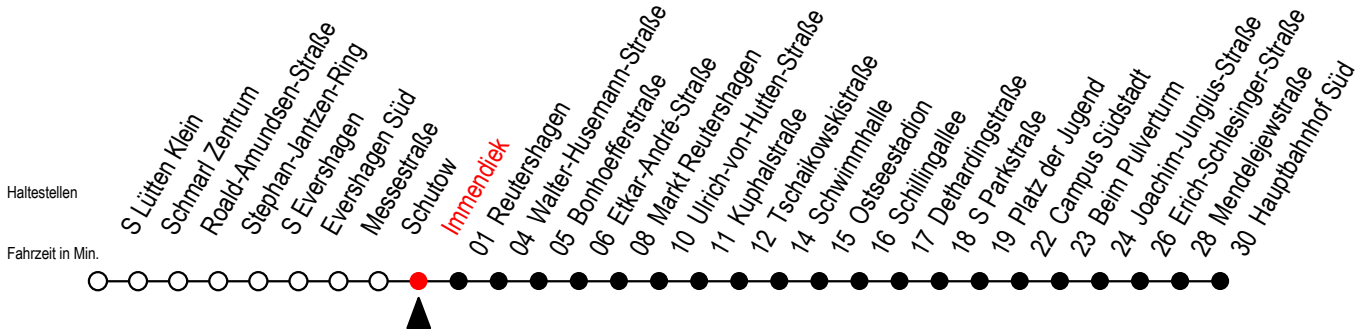 Haltestellen
Fahrzeit in Min.
S Lütten Klein
Schmarl Zentrum
Roald-Amundsen-Straße
Stephan-Jantzen-Ring
S Evershagen
Evershagen Süd
Messestraße
Schutow
Immendiek
01 Reutershagen
04 Walter-Husemann-Straße
05 Bonhoefferstraße
06 Etkar-André-Straße
08 Markt Reutershagen
10 Ulrich-von-Hutten-Straße
11 Kuphalstraße
12 Tschaikowskistraße
14 Schwimmhalle
15 Ostseestadion
16 Schillingallee
17 Dethardingstraße
18 S Parkstraße
19 Platz der Jugend
22 Campus Südstadt
23 Beim Pulverturm
24 Joachim-Jungius-Straße
26 Erich-Schlesinger-Straße
28 Mendelejewstraße
30 Hauptbahnhof Süd